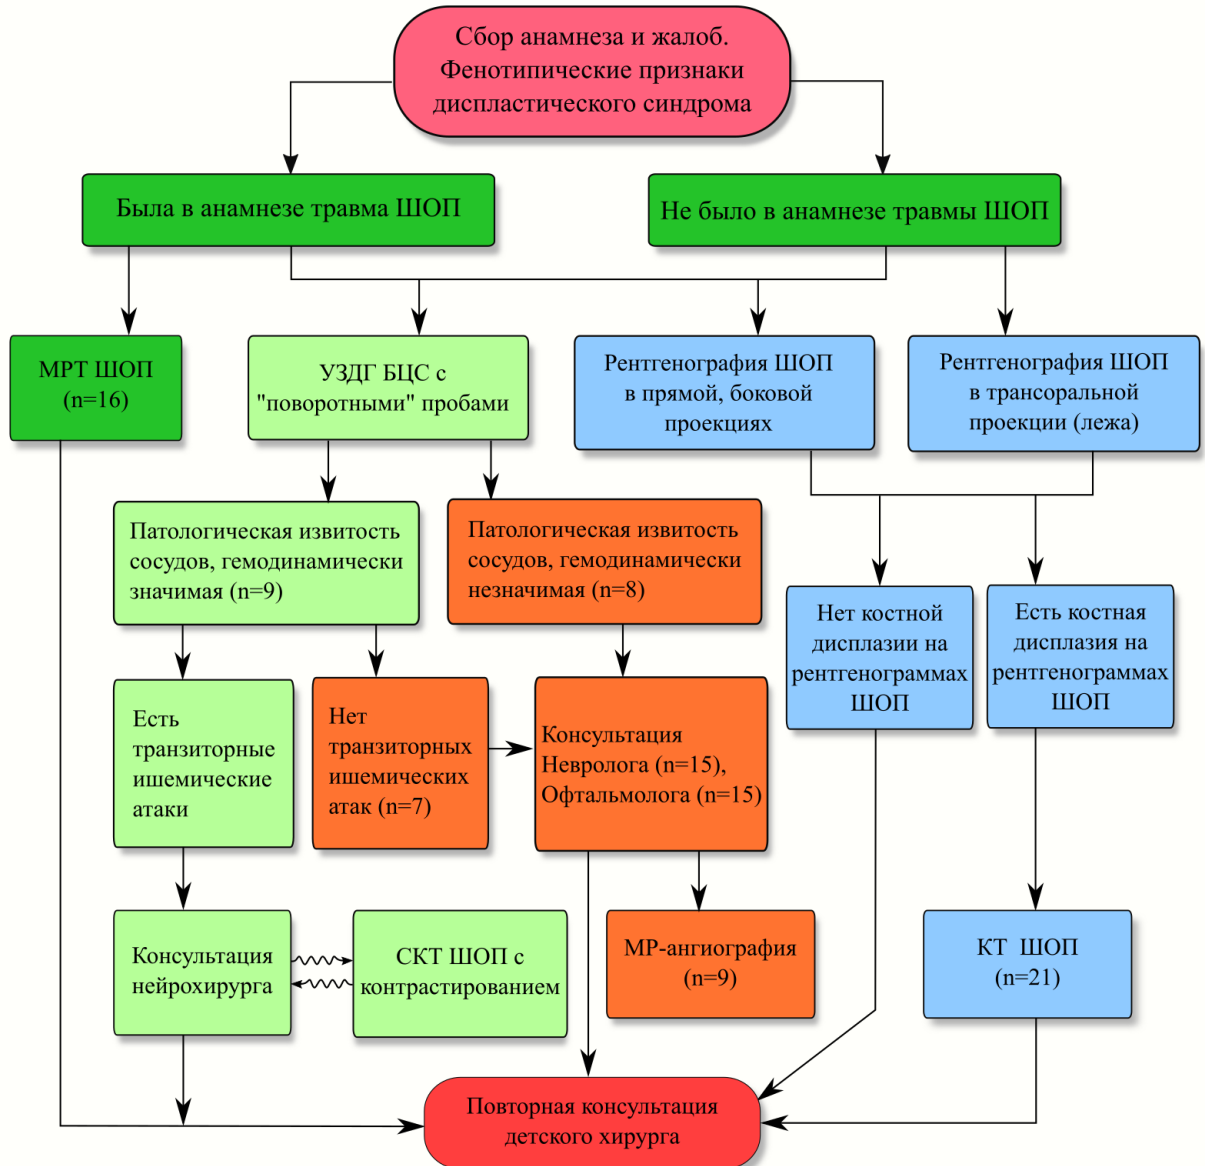 Сбор анамнеза и жалоб.
Фенотипические признаки
диспластического синдрома
Была в анамнезе травма ШОП
Не было в анамнезе травмы ШОП
МРТ ШОП
(n=16)
УЗДГ БЦС с
"поворотными" пробами
Рентгенография ШОП
в прямой, боковой
проекциях
Рентгенография ШОП
в трансоральной
проекции (лежа)
Патологическая извитость
сосудов, гемодинамически
значимая (n=9)
Патологическая извитость
сосудов, гемодинамически
незначимая (n=8)
Нет костной
дисплазии на
рентгенограммах
ШОП
Есть костная
дисплазия на
рентгенограммах
ШОП
Есть
транзиторные
ишемические
атаки
Нет
транзиторных
ишемических
атак (n=7)
Консультация
Невролога (n=15),
Офтальмолога (n=15)
Консультация
нейрохирурга
СКТ ШОП с
контрастированием
МР-ангиография
(n=9)
КТ ШОП
(n=21)
Повторная консультация
детского хирурга